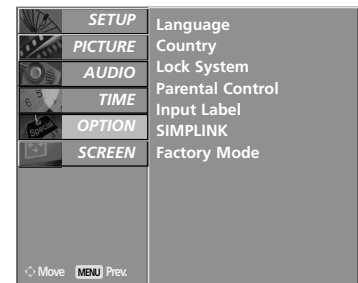 SETUP
PICTURE
AUDIO
TIME
OPTION
SCREEN
Language
Country
Lock System
Parental Control
Input Label
SIMPLINK
Factory Mode
Special
Move MENU Prev.